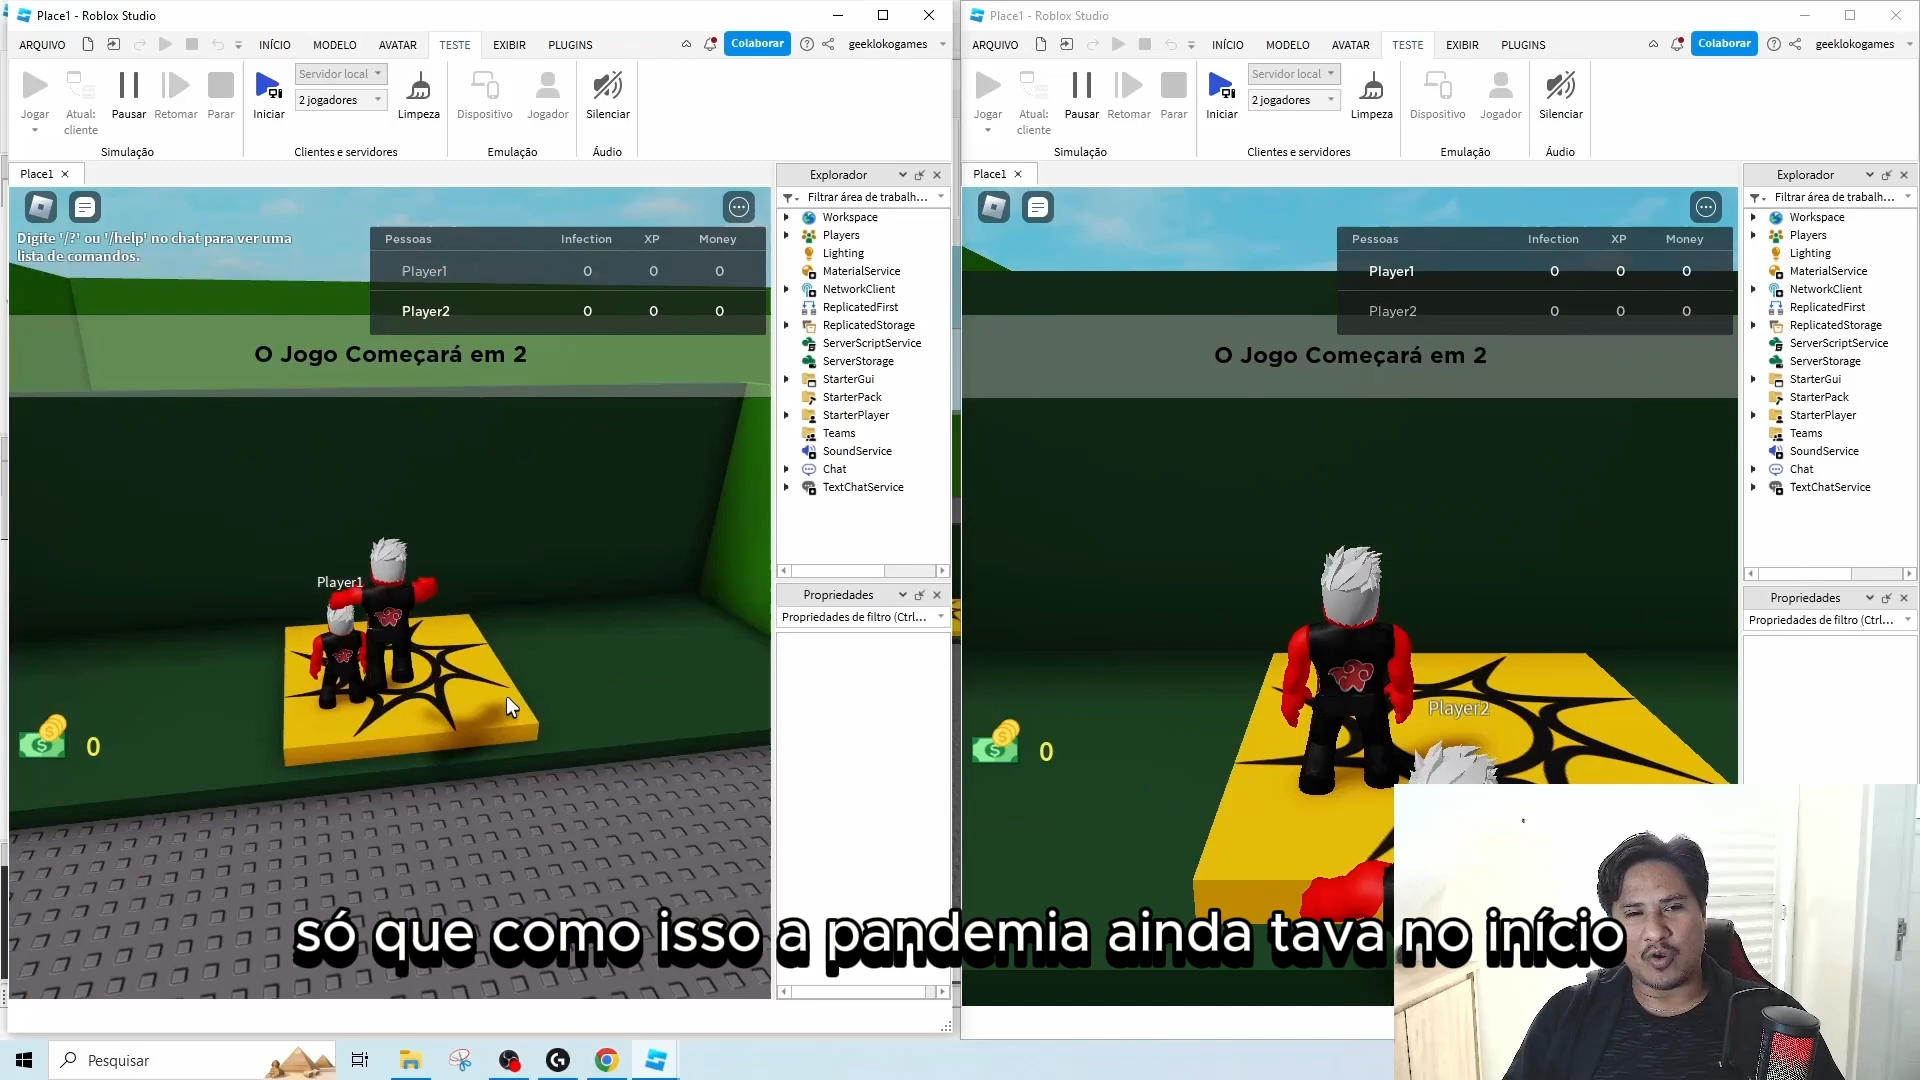 Place1 - Roblox Studio
ARQUIVO INÍCIO MODELO AVATAR TESTE EXIBIR PLUGINS Colaborar geeklokogames
Jogar Atual: cliente Pausar Retomar Parar Iniciar Servidor local 2 jogadores Limpeza Dispositivo Jogador Silenciar
Simulação Clientes e servidores Emulação Áudio
Place1
Digite '/?' ou '/help' no chat para ver uma
lista de comandos.
Pessoas Infection XP Money
Player1 0 0 0
Player2 0 0 0
O Jogo Começará em 2
Player1
0
Explorador
Filtrar área de trabalh...
Workspace
Players
Lighting
MaterialService
NetworkClient
ReplicatedFirst
ReplicatedStorage
ServerScriptService
ServerStorage
StarterGui
StarterPack
StarterPlayer
Teams
SoundService
Chat
TextChatService
Propriedades
Propriedades de filtro (Ctrl...
Place1 - Roblox Studio
ARQUIVO INÍCIO MODELO AVATAR TESTE EXIBIR PLUGINS Colaborar geeklokogames
Jogar Atual: cliente Pausar Retomar Parar Iniciar Servidor local 2 jogadores Limpeza Dispositivo Jogador Silenciar
Simulação Clientes e servidores Emulação Áudio
Place1
Pessoas Infection XP Money
Player1 0 0 0
Player2 0 0 0
O Jogo Começará em 2
Player2
0
Explorador
Filtrar área de trabalh...
Workspace
Players
Lighting
MaterialService
NetworkClient
ReplicatedFirst
ReplicatedStorage
ServerScriptService
ServerStorage
StarterGui
StarterPack
StarterPlayer
Teams
SoundService
Chat
TextChatService
Propriedades
Propriedades de filtro (Ctrl...
só que como isso a pandemia ainda tava no início
Pesquisar